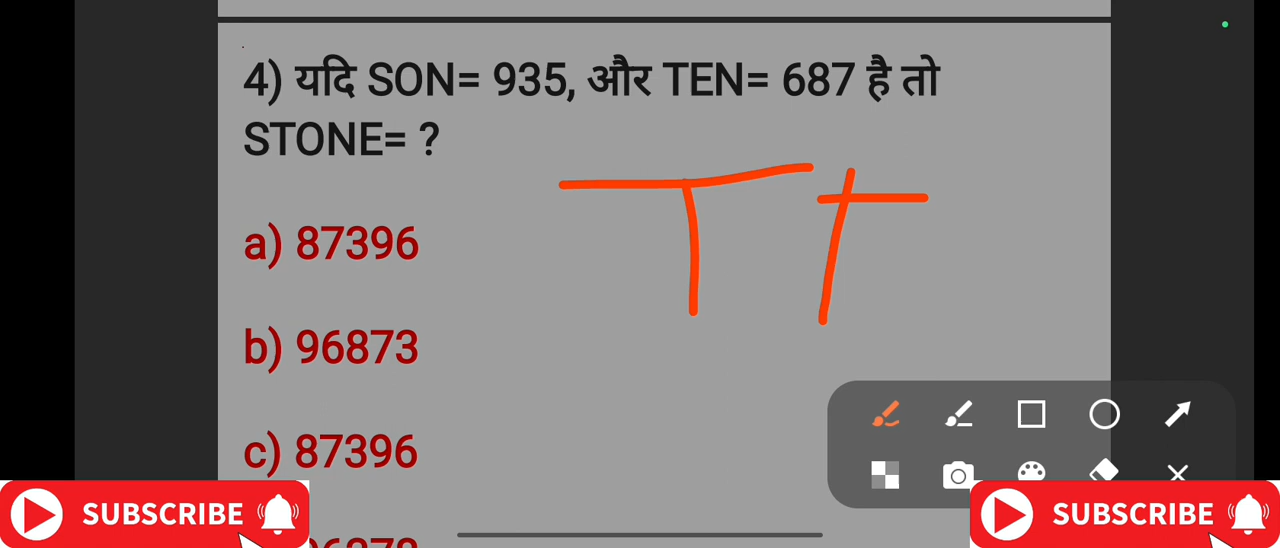 4) यदि SON= 935, और TEN= 687 है तो
STONE= ?
a) 87396
b) 96873
c) 87396
SUBSCRIBE
SUBSCRIBE